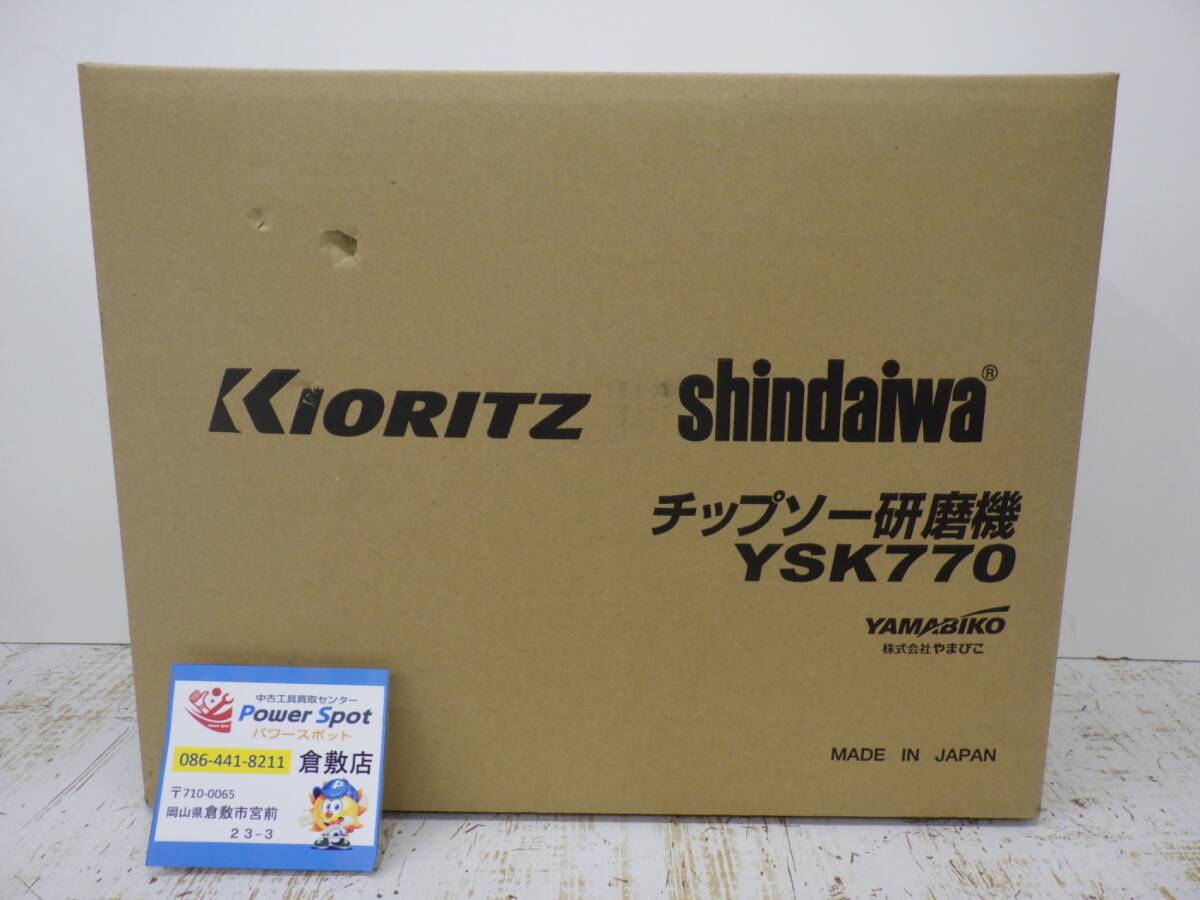 KIORITZ
shindaiwa®
チップソー研磨機
YSK770
YAMABIKO
株式会社やまびこ
MADE IN JAPAN
中古工具買取センター
Power Spot
パワースポット
086-441-8211 倉敷店
〒710-0065
岡山県倉敷市宮前
23-3
Power Spot
P